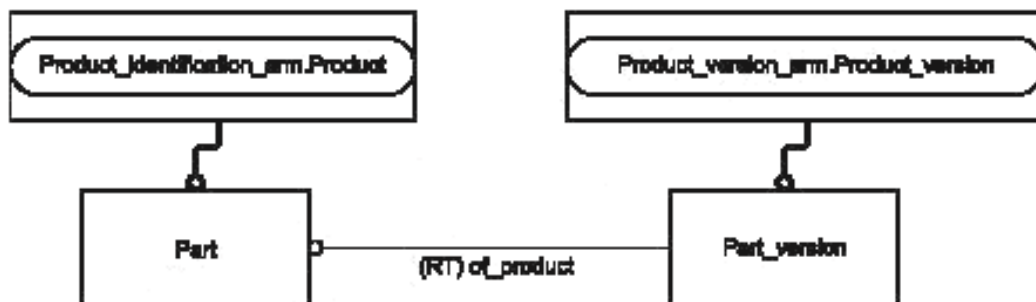 Product_identification_arm.Product
Product_version_arm.Product_version
Part
Part_version
(RT) of_product